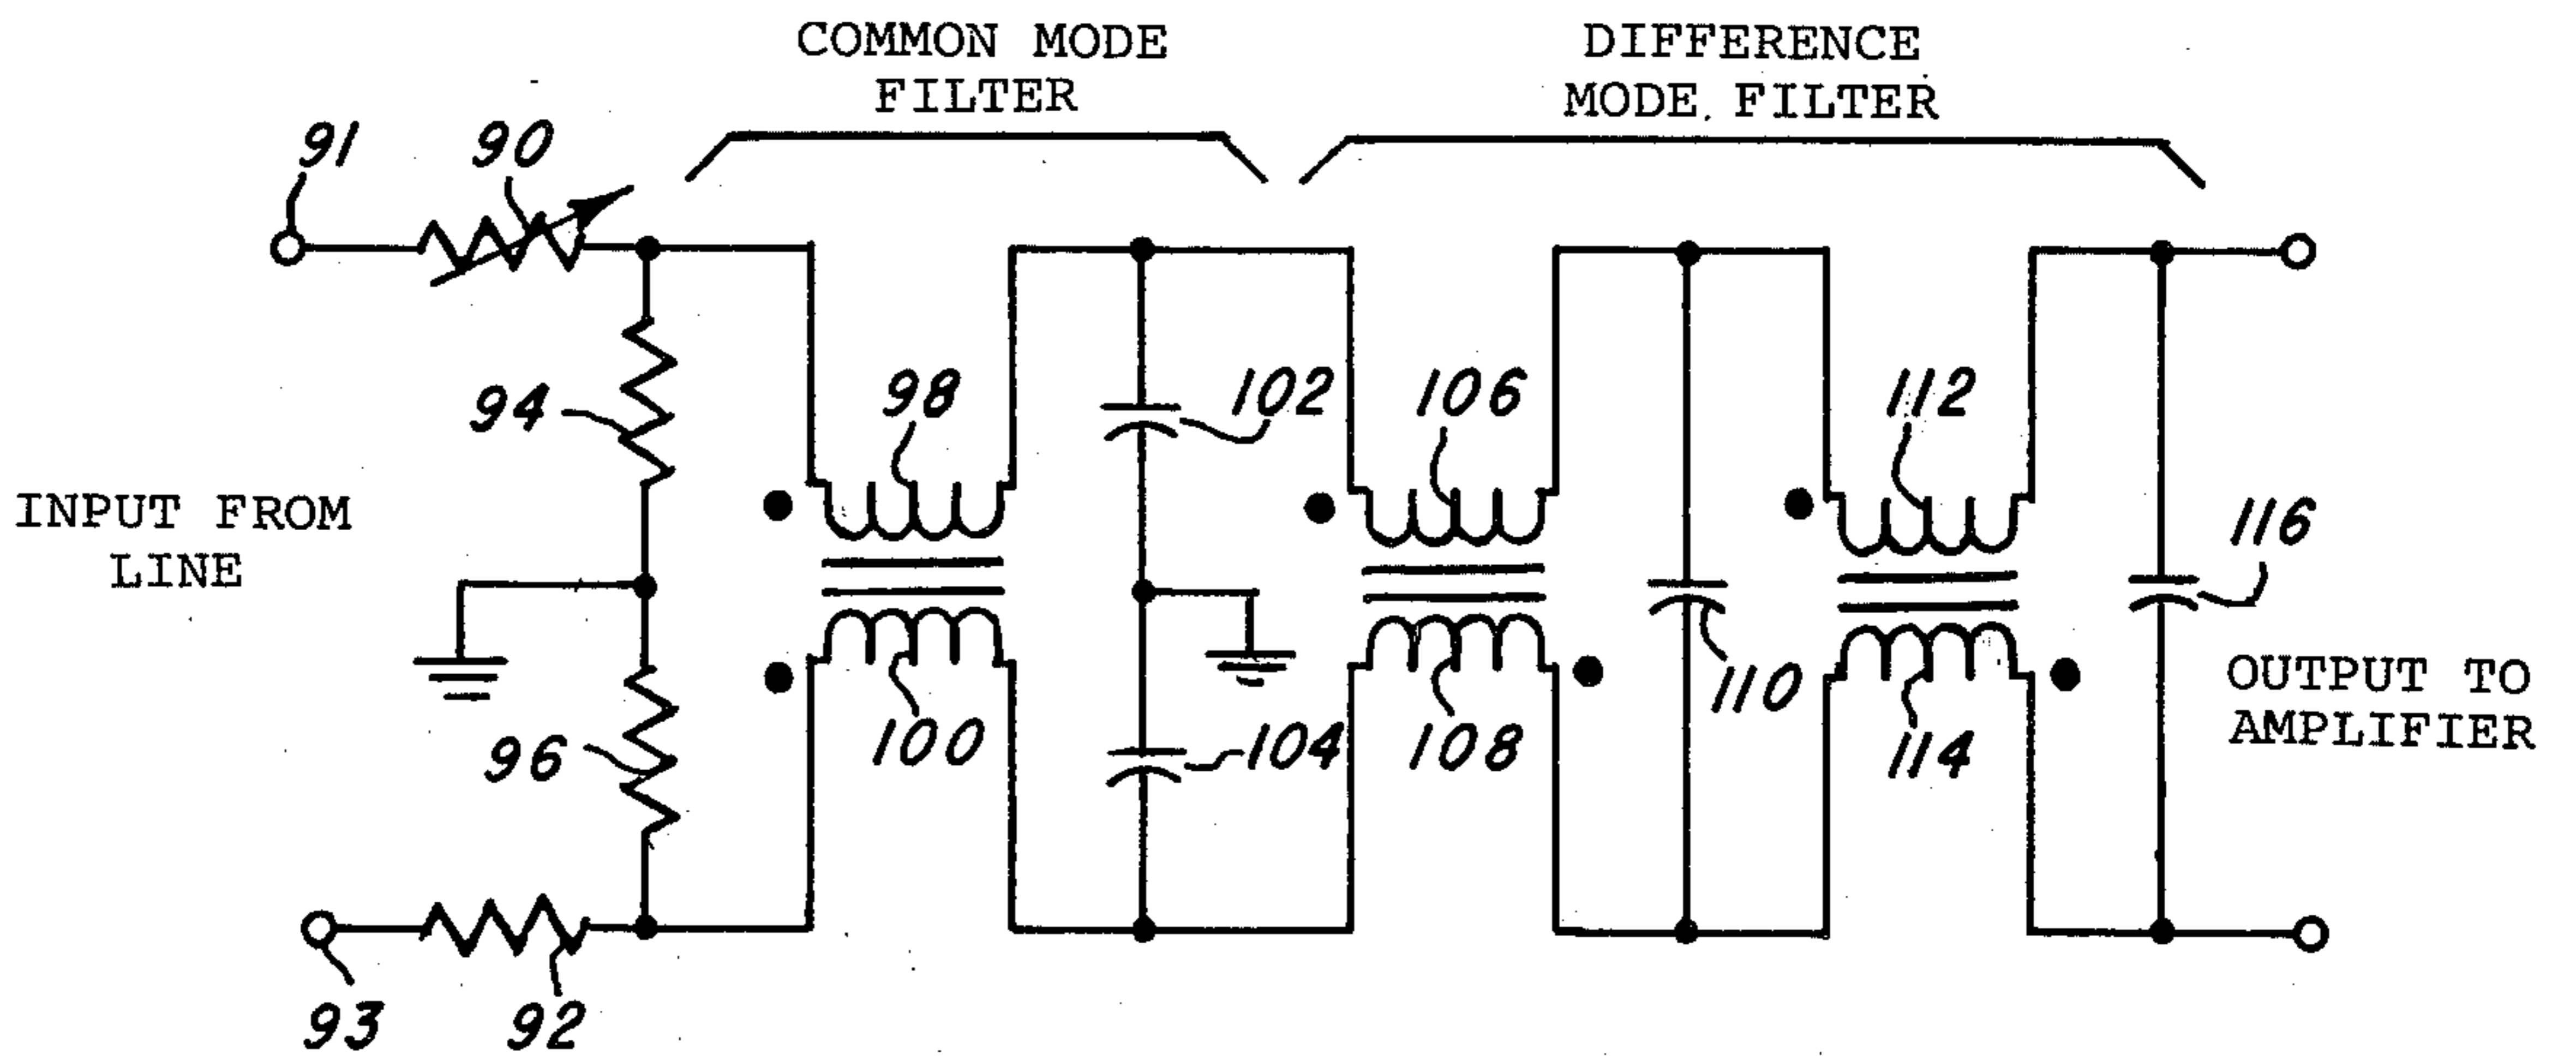 COMMON MODE
FILTER
DIFFERENCE
MODE FILTER
91
90
94
98
102
106
112
116
INPUT FROM
LINE
96
100
104
108
110
114
OUTPUT TO
AMPLIFIER
93
92